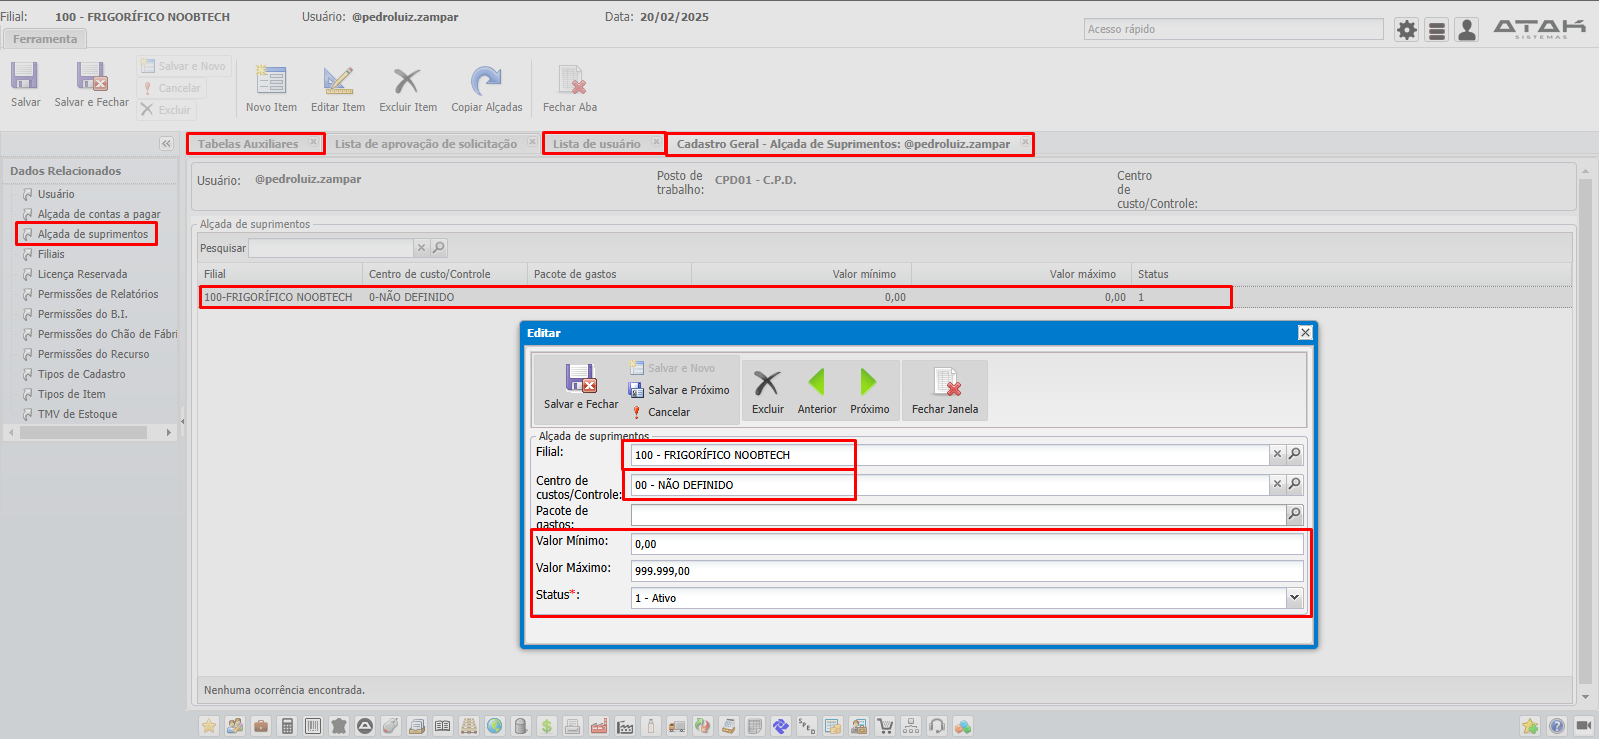 Filial: 100 - FRIGORÍFICO NOOBTECH Usuário: @pedroluiz.zampar Data: 20/02/2025
Acesso rápido
ATAK
SISTEMAS
Ferramenta
Salvar
Salvar e Fechar
Salvar e Novo
Cancelar
Excluir
Novo Item
Editar Item
Excluir Item
Copiar Alçadas
Fechar Aba
Tabelas Auxiliares
Lista de aprovação de solicitação
Lista de usuário
Cadastro Geral - Alçada de Suprimentos: @pedroluiz.zampar
Dados Relacionados
Usuário
Alçada de contas a pagar
Alçada de suprimentos
Filiais
Licença Reservada
Permissões de Relatórios
Permissões do B.I.
Permissões do Chão de Fábri
Permissões do Recurso
Tipos de Cadastro
Tipos de Item
TMV de Estoque
Usuário: @pedroluiz.zampar
Posto de
trabalho: CPD01 - C.P.D.
Centro
de
custo/Controle:
Alçada de suprimentos
Pesquisar
Filial Centro de custo/Controle Pacote de gastos Valor mínimo Valor máximo Status
100-FRIGORÍFICO NOOBTECH 0-NÃO DEFINIDO 0,00 0,00 1
Editar
Salvar e Fechar
Salvar e Novo
Salvar e Próximo
Cancelar
Excluir
Anterior
Próximo
Fechar Janela
Alçada de suprimentos
Filial: 100 - FRIGORÍFICO NOOBTECH
Centro de
custos/Controle: 00 - NÃO DEFINIDO
Pacote de
gastos:
Valor Mínimo: 0,00
Valor Máximo: 999.999,00
Status*: 1 - Ativo
Nenhuma ocorrência encontrada.